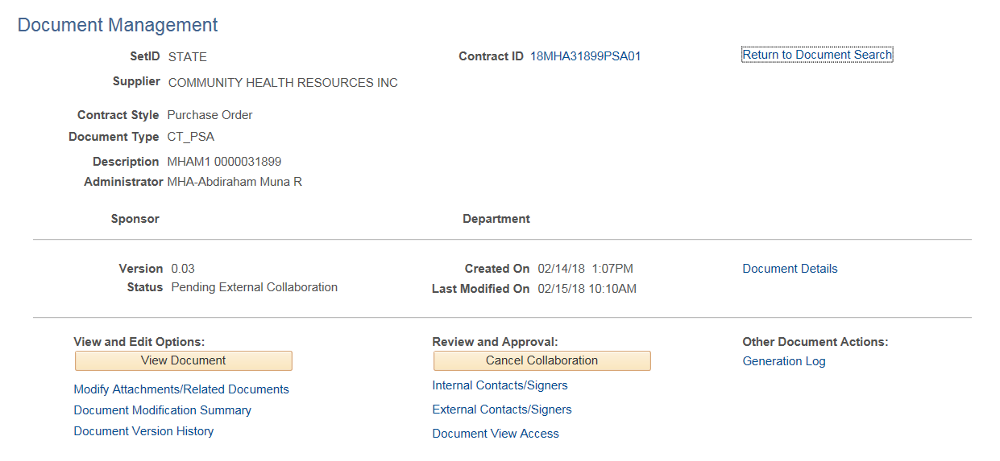 Document Management
SetID STATE Contract ID 18MHA31899PSA01 Return to Document Search
Supplier COMMUNITY HEALTH RESOURCES INC
Contract Style Purchase Order
Document Type CT_PSA
Description MHAM1 0000031899
Administrator MHA-Abdiraham Muna R
Sponsor Department
Version 0.03 Created On 02/14/18 1:07PM Document Details
Status Pending External Collaboration Last Modified On 02/15/18 10:10AM
View and Edit Options: Review and Approval: Other Document Actions:
View Document Cancel Collaboration Generation Log
Modify Attachments/Related Documents Internal Contacts/Signers
Document Modification Summary External Contacts/Signers
Document Version History Document View Access